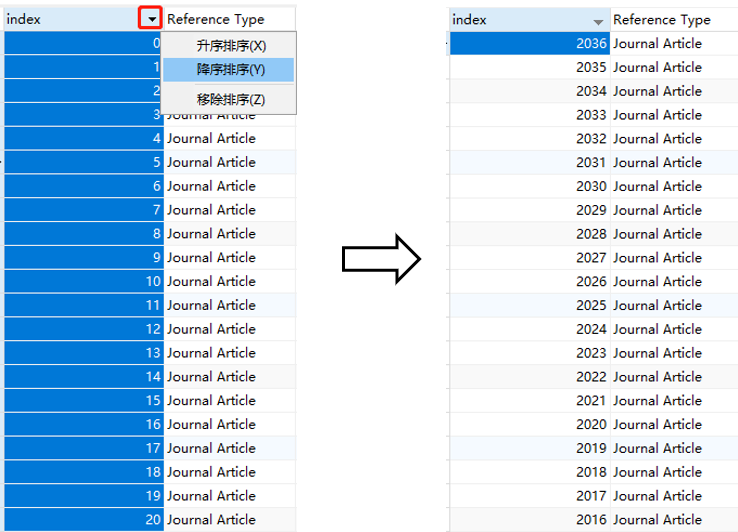 index Reference Type
0
升序排序(X)
1
降序排序(Y)
2
移除排序(Z)
3 Journal Article
4 Journal Article
5 Journal Article
6 Journal Article
7 Journal Article
8 Journal Article
9 Journal Article
10 Journal Article
11 Journal Article
12 Journal Article
13 Journal Article
14 Journal Article
15 Journal Article
16 Journal Article
17 Journal Article
18 Journal Article
19 Journal Article
20 Journal Article
index Reference Type
2036 Journal Article
2035 Journal Article
2034 Journal Article
2033 Journal Article
2032 Journal Article
2031 Journal Article
2030 Journal Article
2029 Journal Article
2028 Journal Article
2027 Journal Article
2026 Journal Article
2025 Journal Article
2024 Journal Article
2023 Journal Article
2022 Journal Article
2021 Journal Article
2020 Journal Article
2019 Journal Article
2018 Journal Article
2017 Journal Article
2016 Journal Article